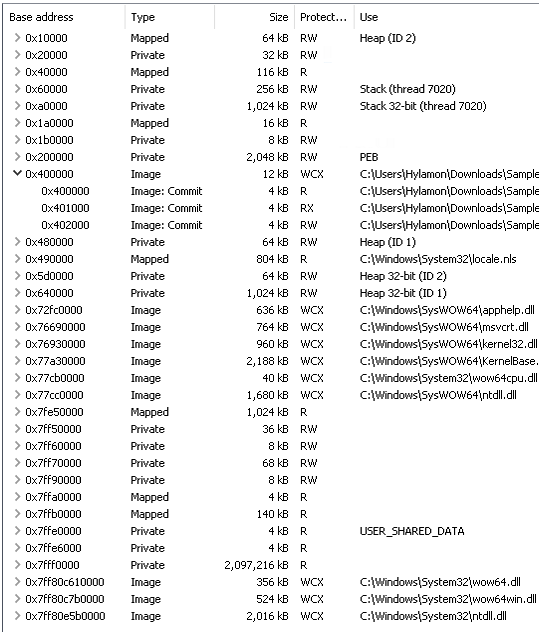 Base address Type Size Protect... Use
0x10000 Mapped 64 kB RW Heap (ID 2)
0x20000 Private 32 kB RW
0x40000 Mapped 116 kB R
0x60000 Private 256 kB RW Stack (thread 7020)
0xa0000 Private 1,024 kB RW Stack 32-bit (thread 7020)
0x1a0000 Mapped 16 kB R
0x1b0000 Private 8 kB RW
0x200000 Private 2,048 kB RW PEB
0x400000 Image 12 kB WCX C:\Users\Hylamon\Downloads\Sample
0x400000 Image: Commit 4 kB R C:\Users\Hylamon\Downloads\Sample
0x401000 Image: Commit 4 kB RX C:\Users\Hylamon\Downloads\Sample
0x402000 Image: Commit 4 kB RW C:\Users\Hylamon\Downloads\Sample
0x480000 Private 64 kB RW Heap (ID 1)
0x490000 Mapped 804 kB R C:\Windows\System32\locale.nls
0x5d0000 Private 64 kB RW Heap 32-bit (ID 2)
0x640000 Private 1,024 kB RW Heap 32-bit (ID 1)
0x72fc0000 Image 636 kB WCX C:\Windows\SysWOW64\apphelp.dll
0x76690000 Image 764 kB WCX C:\Windows\SysWOW64\msvcrt.dll
0x76930000 Image 960 kB WCX C:\Windows\SysWOW64\kernel32.dll
0x77a30000 Image 2,188 kB WCX C:\Windows\SysWOW64\KernelBase.
0x77cb0000 Image 40 kB WCX C:\Windows\System32\wow64cpu.dll
0x77cc0000 Image 1,680 kB WCX C:\Windows\SysWOW64\ntdll.dll
0x7fe50000 Mapped 1,024 kB R
0x7ff50000 Private 36 kB RW
0x7ff60000 Private 8 kB RW
0x7ff70000 Private 68 kB RW
0x7ff90000 Private 8 kB RW
0x7ffa0000 Mapped 4 kB R
0x7ffb0000 Mapped 140 kB R
0x7ffe0000 Private 4 kB R USER_SHARED_DATA
0x7ffe6000 Private 4 kB R
0x7fff0000 Private 2,097,216 kB R
0x7ff80c610000 Image 356 kB WCX C:\Windows\System32\wow64.dll
0x7ff80c7b0000 Image 524 kB WCX C:\Windows\System32\wow64win.dll
0x7ff80e5b0000 Image 2,016 kB WCX C:\Windows\System32\ntdll.dll